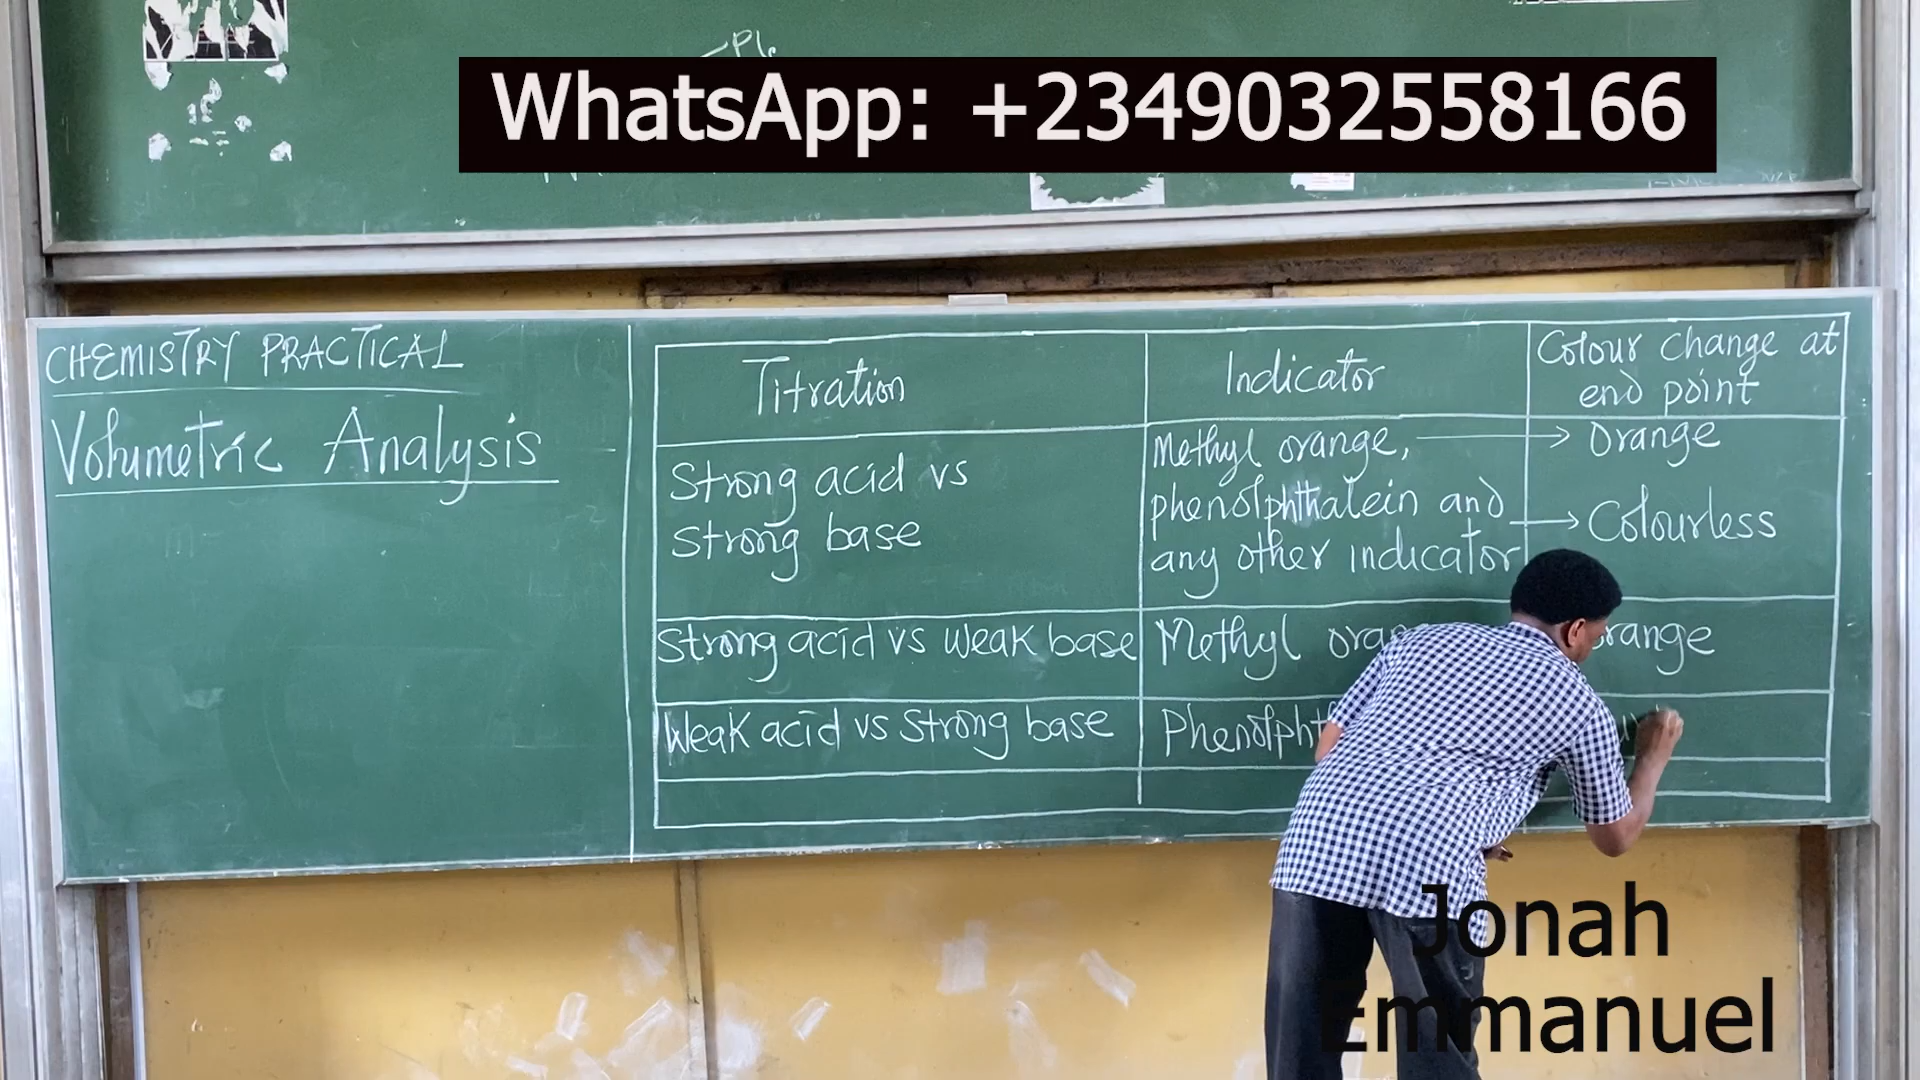 WhatsApp: +2349032558166
CHEMISTRY PRACTICAL
Volumetric Analysis
Titration
Indicator
Colour change at
end point
Strong acid vs
Strong base
Methyl orange,
phenolphthalein and
any other indicator
Orange
Colourless
Strong acid vs weak base
Methyl
Weak acid vs Strong base
Jonah
Emmanuel